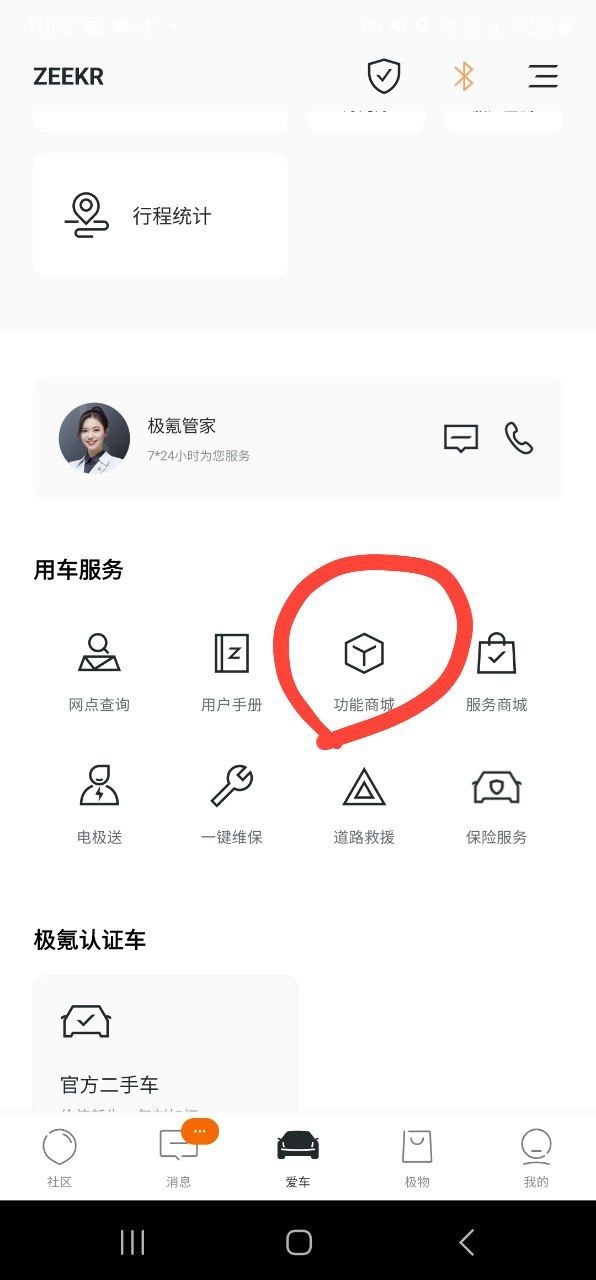 11:02
72%
ZEEKR
行程统计
极氪管家
7*24小时为您服务
用车服务
网点查询
用户手册
功能商城
服务商城
电极送
一键维保
道路救援
保险服务
极氪认证车
官方二手车
社区
消息
爱车
极物
我的